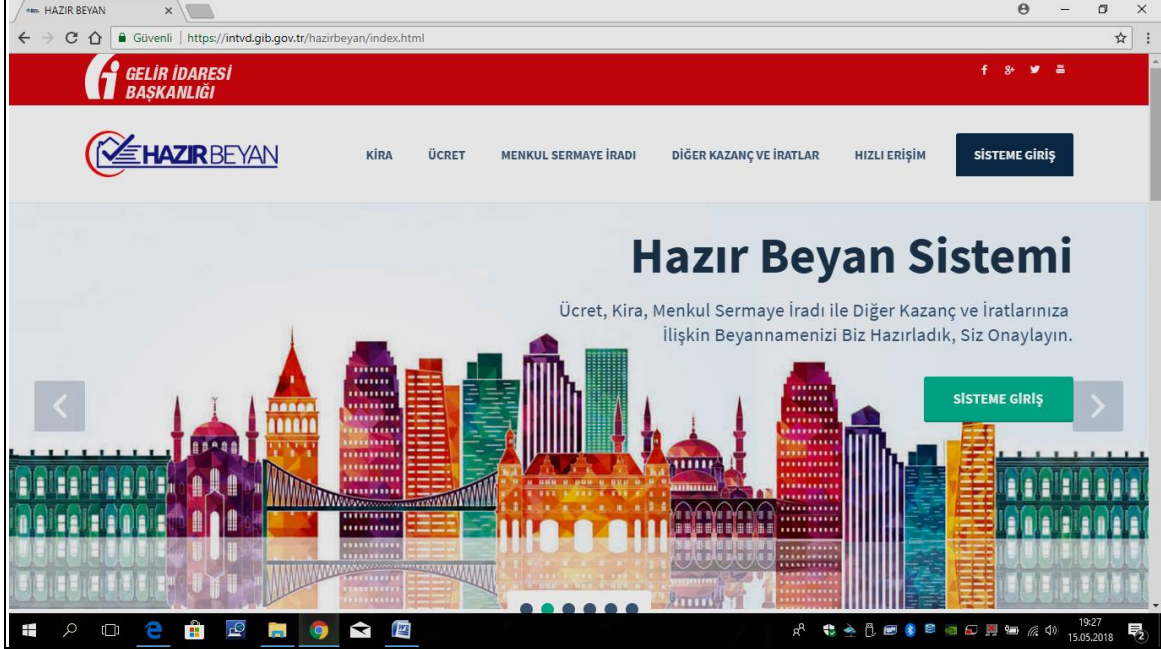 HAZIR BEYAN
Güvenli | https://intvd.gib.gov.tr/hazirbeyan/index.html
GELİR İDARESİ
BAŞKANLIĞI
HAZIR BEYAN
KİRA ÜCRET MENKUL SERMAYE İRADI DİĞER KAZANÇ VE İRATLAR HIZLI ERİŞİM SİSTEME GİRİŞ
Hazır Beyan Sistemi
Ücret, Kira, Menkul Sermaye İradı ile Diğer Kazanç ve İratlarınıza
İlişkin Beyannamenizi Biz Hazırladık, Siz Onaylayın.
SİSTEME GİRİŞ
19:27
15.05.2018